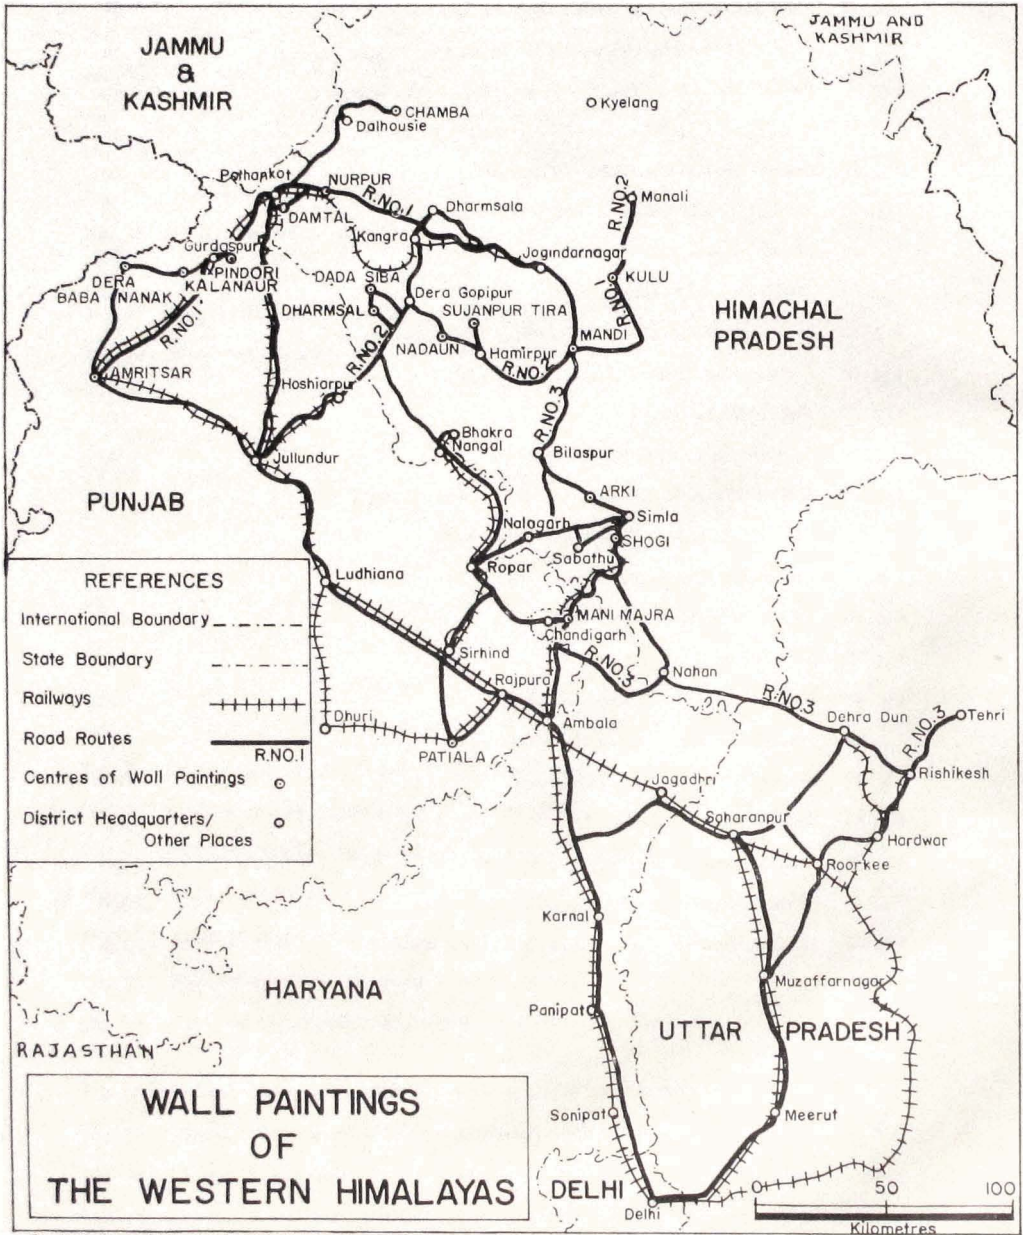 JAMMU
&
KASHMIR
JAMMU AND
KASHMIR
CHAMBA
Dalhousie
Kyelang
Pathankot
NURPUR
R.NO.1
DAMTAL
Dharmsala
R.NO.2
Manali
Kangra
Gurdaspur
Jogindarnagar
DERA
BABA NANAK
PINDORI
KALANAUR
DADA SIBA
KULU
Dera Gopipur
DHARMSAL
SUJANPUR TIRA
R.NO.1
HIMACHAL
PRADESH
R.NO.1
R.NO.2
NADAUN
Hamirpur
MANDI
AMRITSAR
R.NO.2
Hoshiarpur
R.NO.3
Bhakra
Nangal
Bilaspur
Jullundur
PUNJAB
ARKI
Simla
Nalagarh
SHOGI
Sabathu
Ropar
Ludhiana
MANI MAJRA
Chandigarh
Sirhind
R.NO.3
Nahan
Rajpura
R.NO.3
Dhuri
Ambala
Dehra Dun
Tehri
R.NO.3
PATIALA
Rishikesh
Jagadhri
Saharanpur
Hardwar
Roorkee
REFERENCES
International Boundary
State Boundary
Railways
Road Routes
R.NO.1
Centres of Wall Paintings
District Headquarters/
Other Places
Karnal
HARYANA
Muzaffarnagar
Panipat
UTTAR PRADESH
RAJASTHAN
Sonipat
Meerut
WALL PAINTINGS
OF
THE WESTERN HIMALAYAS
DELHI
Delhi
0 50 100
Kilometres